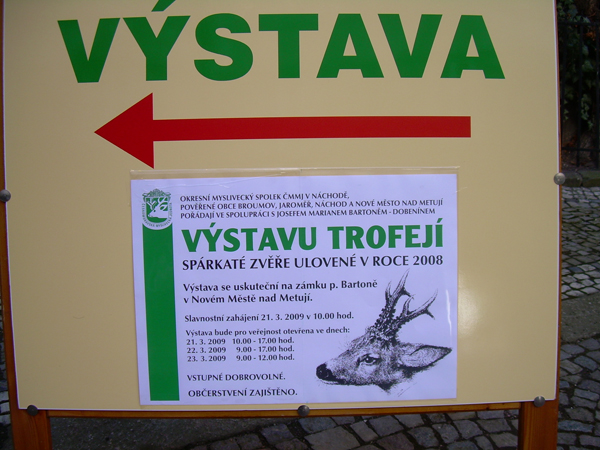 VÝSTAVA
OKRESNÍ MYSLIVECKÝ SPOLEK ČMMJ V NÁCHODĚ,
POVĚŘENÉ OBCE BROUMOV, JAROMĚŘ, NÁCHOD A NOVÉ MĚSTO NAD METUJÍ
POŘÁDAJÍ VE SPOLUPRÁCI S JOSEFEM MARIANEM BARTONĚM - DOBENÍNEM
VÝSTAVU TROFEJÍ
SPÁRKATÉ ZVĚŘE ULOVENÉ V ROCE 2008
Výstava se uskuteční na zámku p. Bartoně
v Novém Městě nad Metují.
Slavnostní zahájení 21. 3. 2009 v 10.00 hod.
Výstava bude pro veřejnost otevřena ve dnech:
21. 3. 2009 10.00 - 17.00 hod.
22. 3. 2009 9.00 - 17.00 hod.
23. 3. 2009 9.00 - 12.00 hod.
VSTUPNÉ DOBROVOLNÉ.
OBČERSTVENÍ ZAJIŠTĚNO.